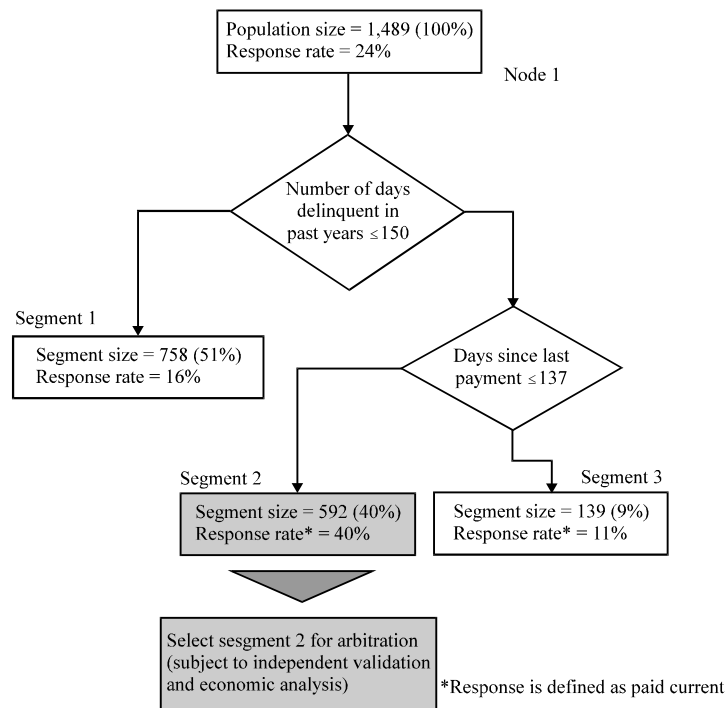 Population size = 1,489 (100%)
Response rate = 24%
Node 1
Number of days
delinquent in
past years ≤150
Segment 1
Segment size = 758 (51%)
Response rate = 16%
Days since last
payment ≤137
Segment 2
Segment size = 592 (40%)
Response rate* = 40%
Segment 3
Segment size = 139 (9%)
Response rate* = 11%
Select sesgment 2 for arbitration
(subject to independent validation
and economic analysis)
*Response is defined as paid current